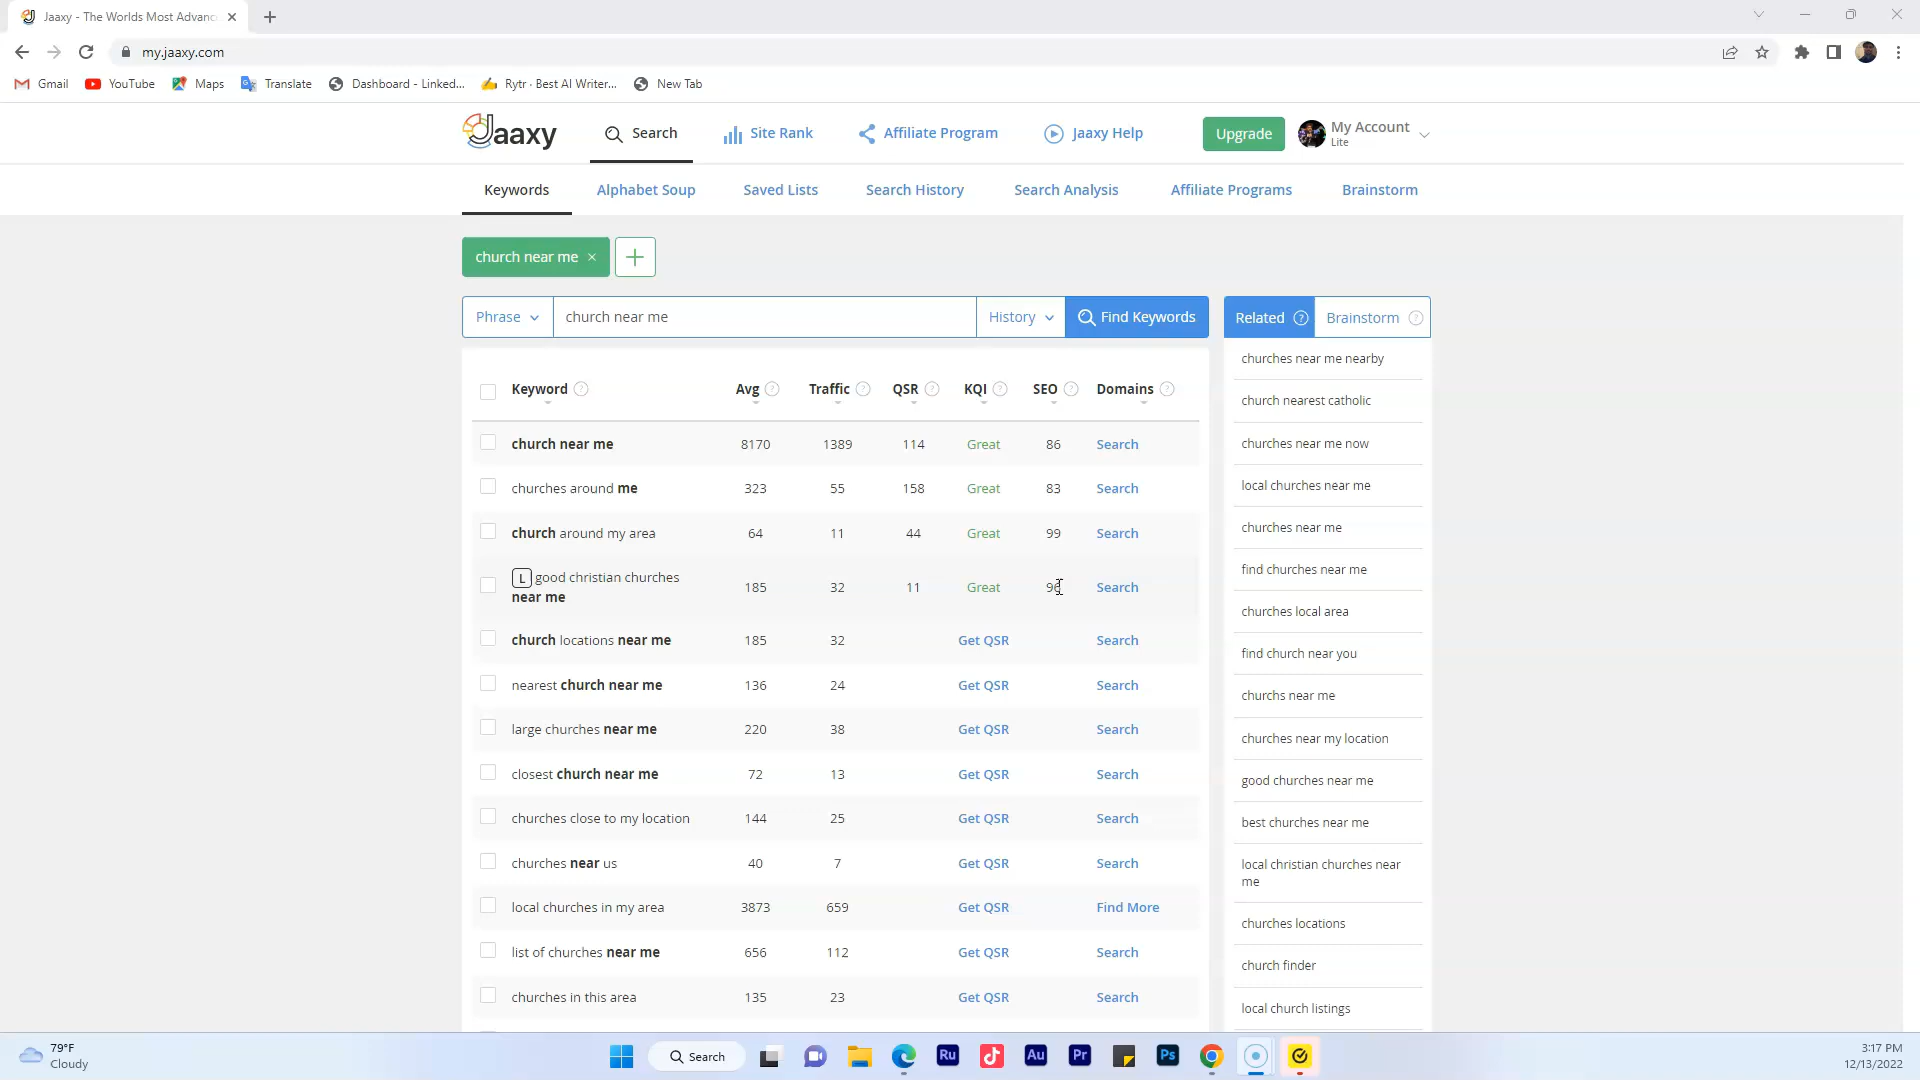 Jaaxy - The Worlds Most Advanc
my.jaaxy.com
Gmail YouTube Maps Translate Dashboard - Linked... Rytr - Best AI Writer... New Tab
Jaaxy Search Site Rank Affiliate Program Jaaxy Help Upgrade My Account
Lite
Keywords Alphabet Soup Saved Lists Search History Search Analysis Affiliate Programs Brainstorm
church near me × +
Phrase church near me History Find Keywords Related ? Brainstorm ?
Keyword ? Avg ? Traffic ? QSR ? KQI ? SEO ? Domains ?
church near me 8170 1389 114 Great 86 Search
churches around me 323 55 158 Great 83 Search
church around my area 64 11 44 Great 99 Search
L good christian churches
near me 185 32 11 Great 96 Search
church locations near me 185 32 Get QSR Search
nearest church near me 136 24 Get QSR Search
large churches near me 220 38 Get QSR Search
closest church near me 72 13 Get QSR Search
churches close to my location 144 25 Get QSR Search
churches near us 40 7 Get QSR Search
local churches in my area 3873 659 Get QSR Find More
list of churches near me 656 112 Get QSR Search
churches in this area 135 23 Get QSR Search
churches near me nearby
church nearest catholic
churches near me now
local churches near me
churches near me
find churches near me
churches local area
find church near you
churchs near me
churches near my location
good churches near me
best churches near me
local christian churches near
me
churches locations
church finder
local church listings
79°F
Cloudy
Search
Ru Au Pr Ps
3:17 PM
12/13/2022